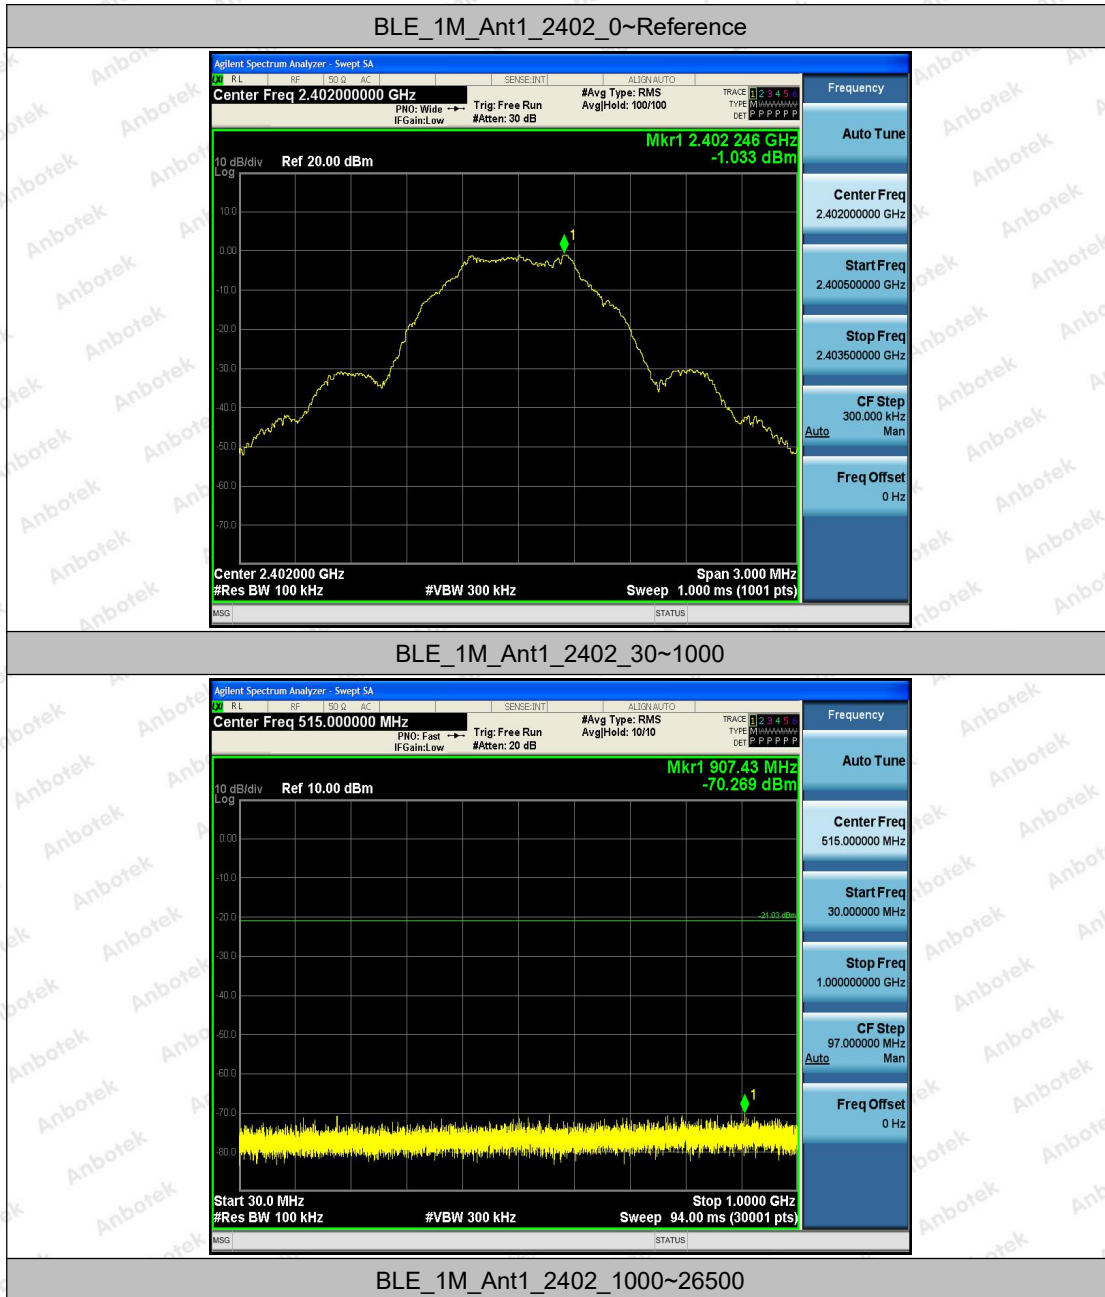 BLE_1M_Ant1_2402_0~Reference
Agilent Spectrum Analyzer - Swept SA
LXI RL RF 50 Ω AC SENSE:INT ALIGNAUTO
Center Freq 2.402000000 GHz
PNO: Wide
IFGain:Low
Trig: Free Run
#Atten: 30 dB
#Avg Type: RMS
Avg|Hold: 100/100
TRACE 1 2 3 4 5 6
TYPE M
DET P P P P P P
Mkr1 2.402 246 GHz
-1.033 dBm
10 dB/div Ref 20.00 dBm
Log
1
10.0
0.00
-10.0
-20.0
-30.0
-40.0
-50.0
-60.0
-70.0
Center 2.402000 GHz Span 3.000 MHz
#Res BW 100 kHz #VBW 300 kHz Sweep 1.000 ms (1001 pts)
MSG STATUS
Frequency
Auto Tune
Center Freq
2.402000000 GHz
Start Freq
2.400500000 GHz
Stop Freq
2.403500000 GHz
CF Step
300.000 kHz
Auto Man
Freq Offset
0 Hz
BLE_1M_Ant1_2402_30~1000
Agilent Spectrum Analyzer - Swept SA
LXI RL RF 50 Ω AC SENSE:INT ALIGNAUTO
Center Freq 515.000000 MHz
PNO: Fast
IFGain:Low
Trig: Free Run
#Atten: 20 dB
#Avg Type: RMS
Avg|Hold: 10/10
TRACE 1 2 3 4 5 6
TYPE M
DET P P P P P P
Mkr1 907.43 MHz
-70.269 dBm
10 dB/div Ref 10.00 dBm
Log
0.00
-10.0
-20.0
-21.03 dBm
-30.0
-40.0
-50.0
-60.0
-70.0
1
-80.0
Start 30.0 MHz Stop 1.0000 GHz
#Res BW 100 kHz #VBW 300 kHz Sweep 94.00 ms (30001 pts)
MSG STATUS
Frequency
Auto Tune
Center Freq
515.000000 MHz
Start Freq
30.000000 MHz
Stop Freq
1.000000000 GHz
CF Step
97.000000 MHz
Auto Man
Freq Offset
0 Hz
BLE_1M_Ant1_2402_1000~26500